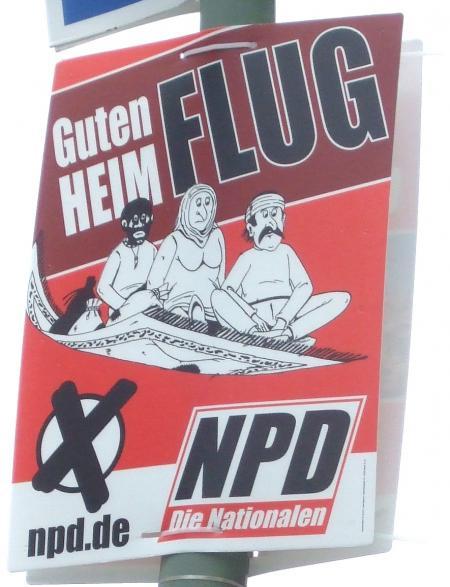 Guten
HEIM FLUG
npd.de
NPD
Die Nationalen